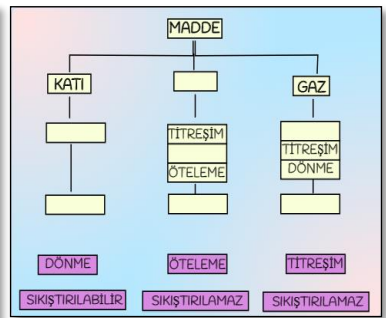 MADDE
KATI
GAZ
TİTREŞİM
ÖTELEME
TİTREŞİM
DÖNME
DÖNME
ÖTELEME
TİTREŞİM
SIKIŞTIRILABİLİR
SIKIŞTIRILAMAZ
SIKIŞTIRILAMAZ